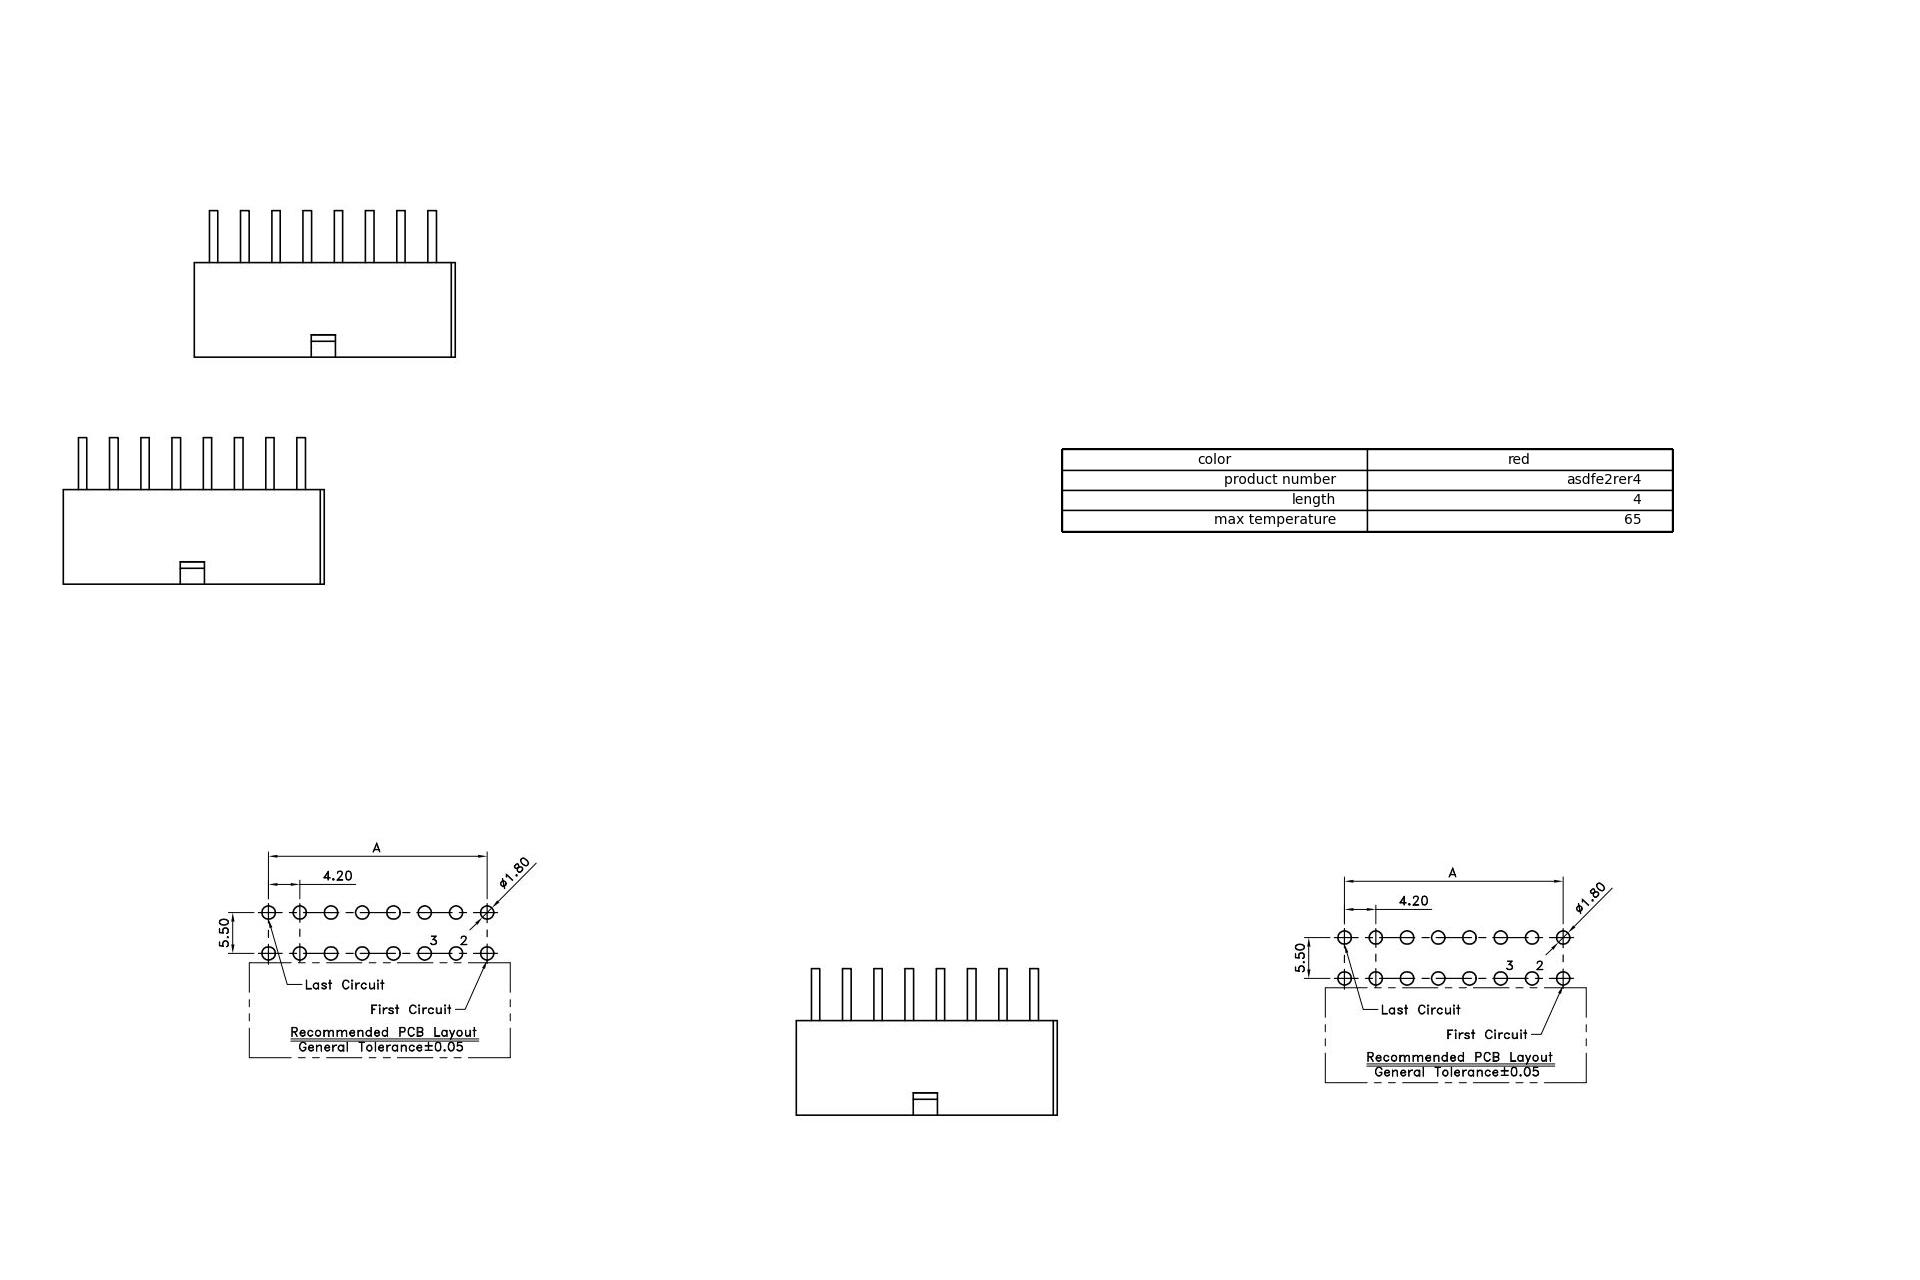 color red
product number asdfe2rer4
length 4
max temperature 65
A
4.20
ø1.80
5.50
3 2
Last Circuit
First Circuit
Recommended PCB Layout
General Tolerance±0.05
A
4.20
ø1.80
5.50
3 2
Last Circuit
First Circuit
Recommended PCB Layout
General Tolerance±0.05